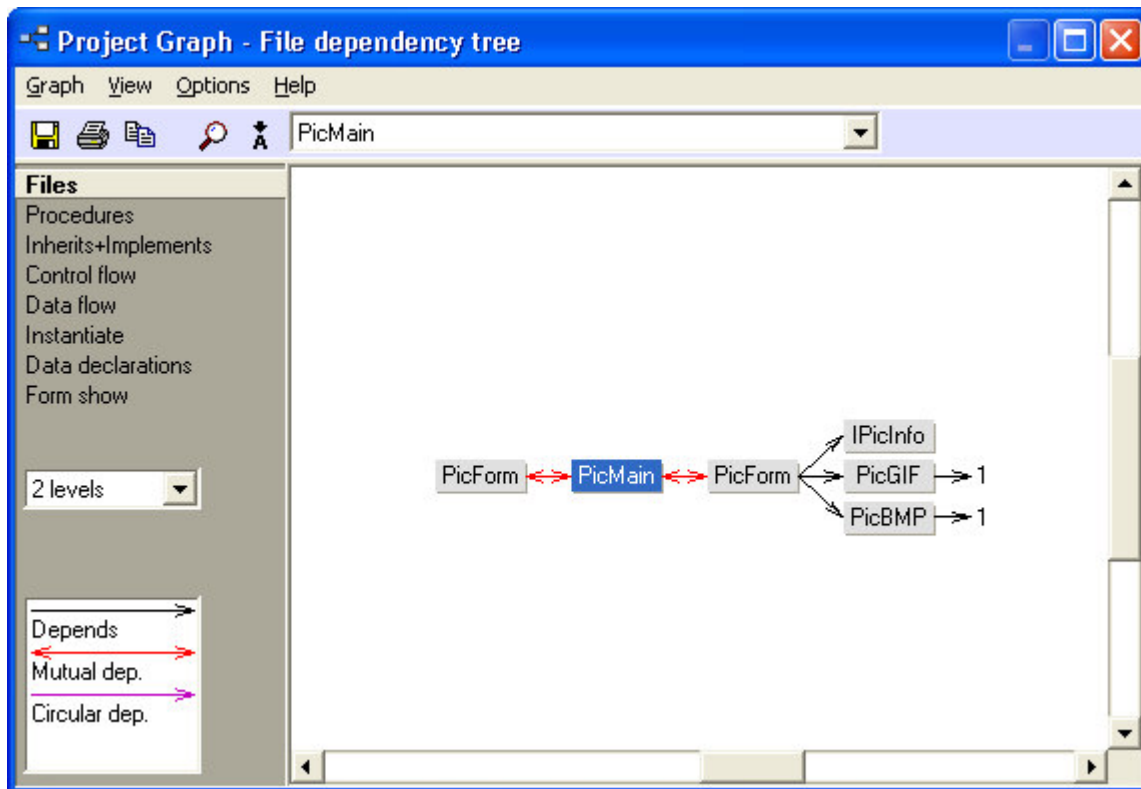 Project Graph - File dependency tree
Graph View Options Help
A PicMain
Files
Procedures
Inherits+Implements
Control flow
Data flow
Instantiate
Data declarations
Form show
2 levels
Depends
Mutual dep.
Circular dep.
IPicInfo
PicForm PicMain PicForm PicGIF 1
PicBMP 1